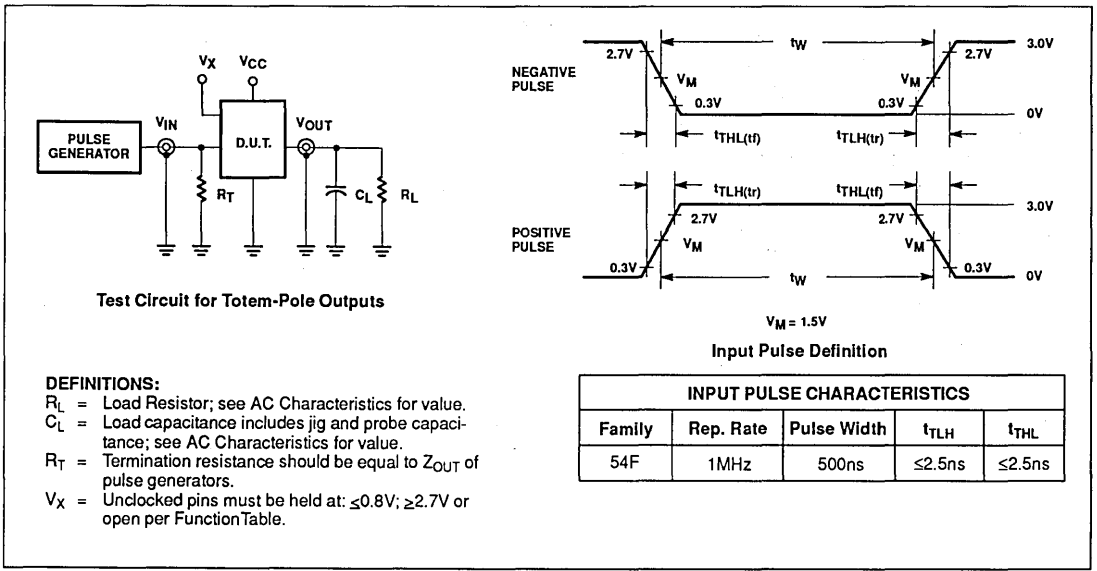 VX VCC
VIN VOUT
PULSE
GENERATOR
D.U.T.
RT
CL RL
Test Circuit for Totem-Pole Outputs
NEGATIVE
PULSE
tW
2.7V 2.7V 3.0V
VM VM
0.3V 0.3V 0V
tTHL(tf) tTLH(tr)
POSITIVE
PULSE
tTLH(tr) tTHL(tf)
3.0V
2.7V 2.7V
VM VM
0.3V 0.3V 0V
tW
VM = 1.5V
Input Pulse Definition
DEFINITIONS:
RL = Load Resistor; see AC Characteristics for value.
CL = Load capacitance includes jig and probe capaci-
tance; see AC Characteristics for value.
RT = Termination resistance should be equal to ZOUT of
pulse generators.
VX = Unclocked pins must be held at: ≤0.8V; ≥2.7V or
open per FunctionTable.
INPUT PULSE CHARACTERISTICS
Family Rep. Rate Pulse Width tTLH tTHL
54F 1MHz 500ns ≤2.5ns ≤2.5ns